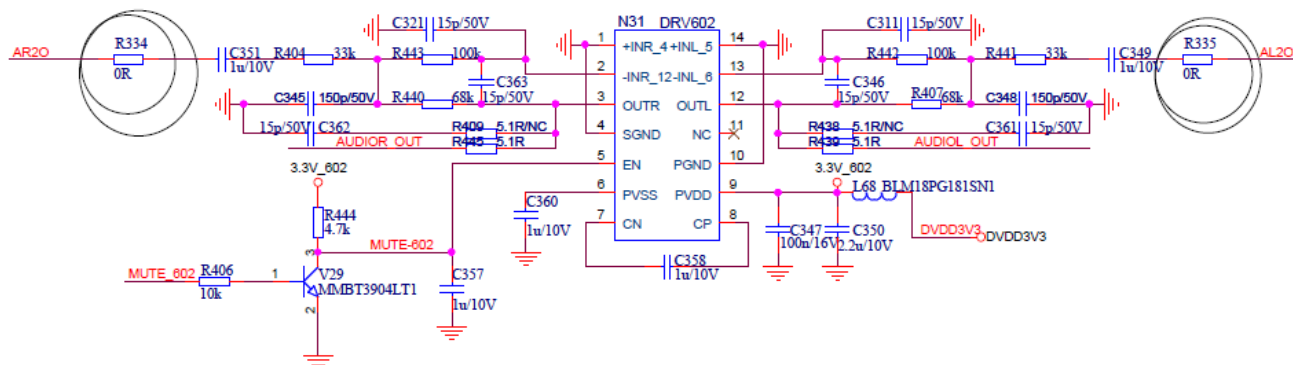 C321 15p/50V N31 DRV602 C311 15p/50V
AR2O R334 0R C351 1u/10V R404 33k R443 100k 1 +INR_4 +INL_5 14 R442 100k R441 33k C349 1u/10V R335 0R AL2O
C363 15p/50V 2 -INR_12 -INL_6 13 C346 15p/50V
C345 150p/50V R440 68k 3 OUTR OUTL 12 R407 68k C348 150p/50V
15p/50V C362 R409 5.1R/NC 4 SGND NC 11 R438 5.1R/NC C361 15p/50V
AUDIOR_OUT R445 5.1R R439 5.1R AUDIOL_OUT
3.3V_602 5 EN PGND 10 3.3V_602
6 PVSS PVDD 9 L68 BLM18PG181SN1
R444 4.7k C360 1u/10V 7 CN CP 8 C347 100n/16V C350 2.2u/10V DVDD3V3 DVDD3V3
3 MUTE-602 C358 1u/10V
MUTE_602 R406 10k 1 V29 MMBT3904LT1 C357 1u/10V
2